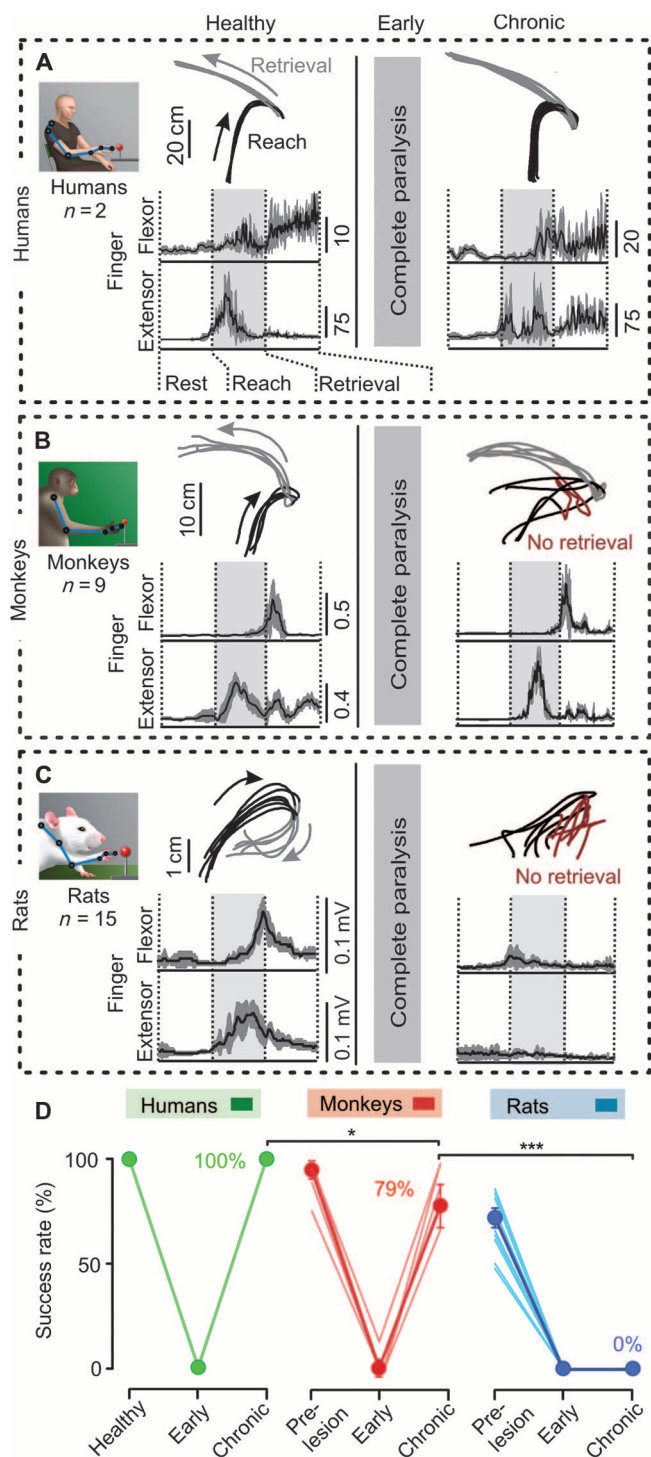 Healthy Early Chronic
A
Retrieval
Reach
20 cm
Humans
n = 2
Humans
Finger
Flexor
Extensor
10
75
Complete paralysis
20
75
Rest Reach Retrieval
B
10 cm
Monkeys
n = 9
Monkeys
Finger
Flexor
Extensor
0.5
0.4
Complete paralysis
No retrieval
C
1 cm
Rats
n = 15
Rats
Finger
Flexor
Extensor
0.1 mV
0.1 mV
Complete paralysis
No retrieval
D
Humans Monkeys Rats
* ***
100% 79% 0%
Success rate (%)
100
50
0
Healthy
Early
Chronic
Pre-
lesion
Early
Chronic
Pre-
lesion
Early
Chronic